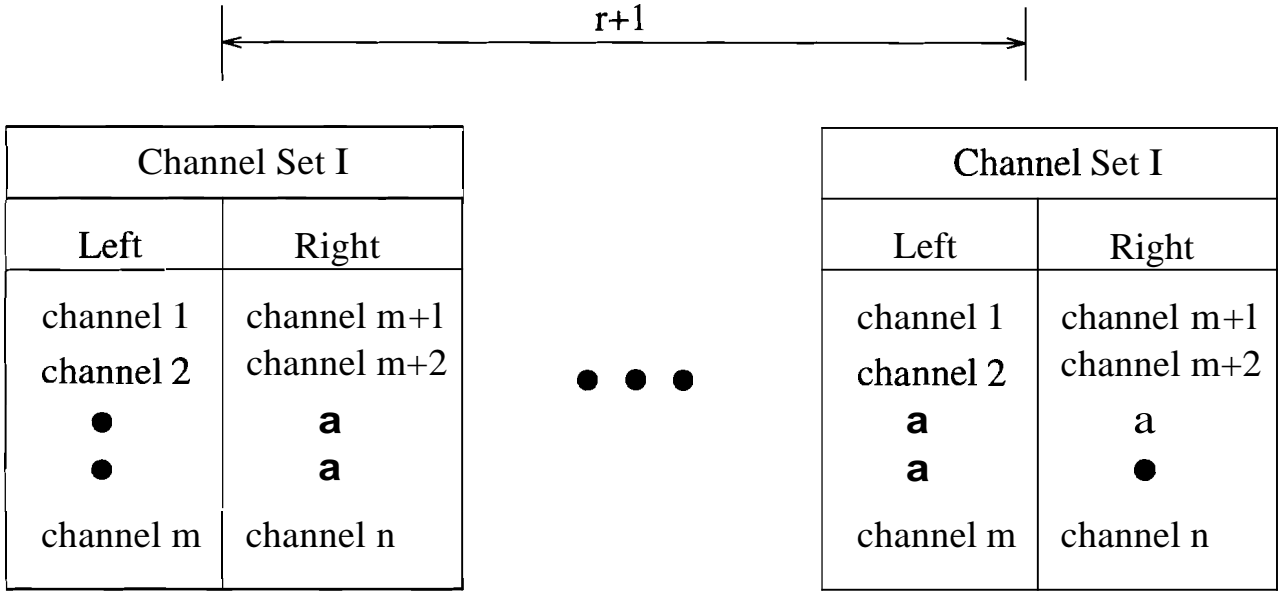 r+1
Channel Set I
Left Right
channel 1 channel m+1
channel 2 channel m+2
• a
• a
channel m channel n
• • •
Channel Set I
Left Right
channel 1 channel m+1
channel 2 channel m+2
a a
a •
channel m channel n